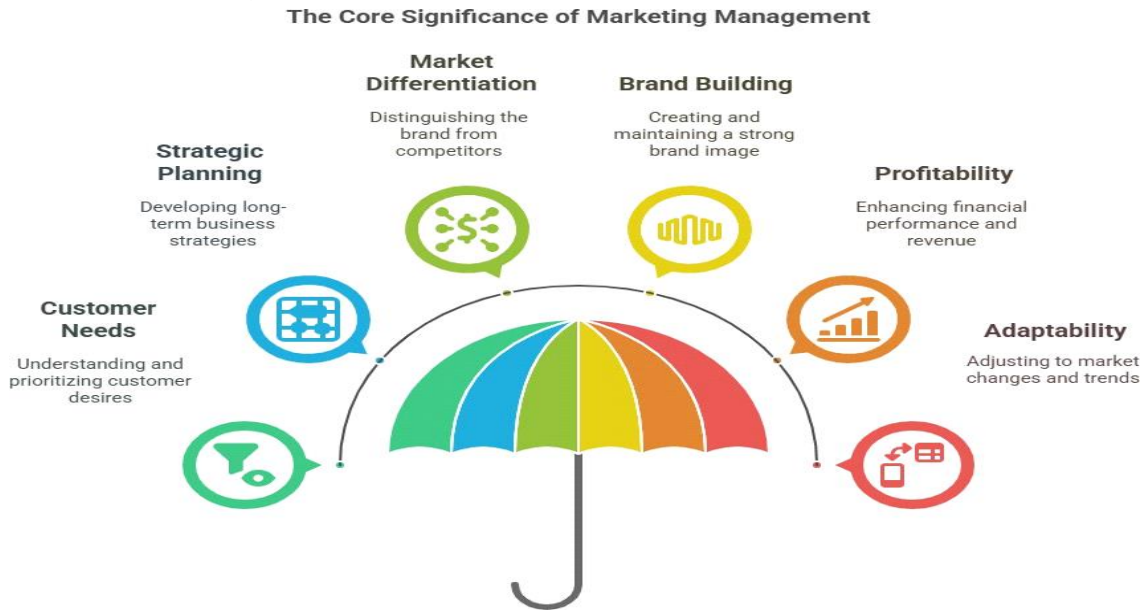 The Core Significance of Marketing Management
Customer
Needs
Understanding and
prioritizing customer
desires
Strategic
Planning
Developing long-
term business
strategies
Market
Differentiation
Distinguishing the
brand from
competitors
Brand Building
Creating and
maintaining a strong
brand image
Profitability
Enhancing financial
performance and
revenue
Adaptability
Adjusting to market
changes and trends